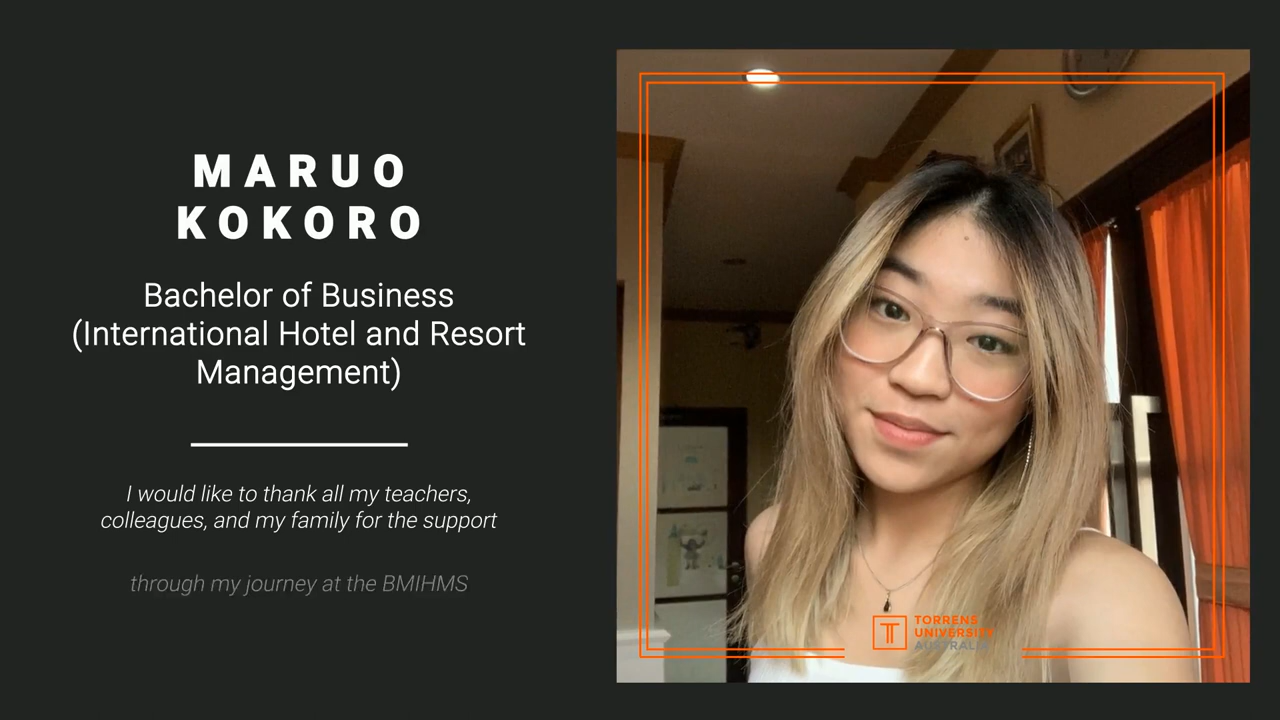 MARUO
KOKORO
Bachelor of Business
(International Hotel and Resort
Management)
I would like to thank all my teachers,
colleagues, and my family for the support
through my journey at the BMIHMS
TORRENS
UNIVERSITY
AUSTRALIA